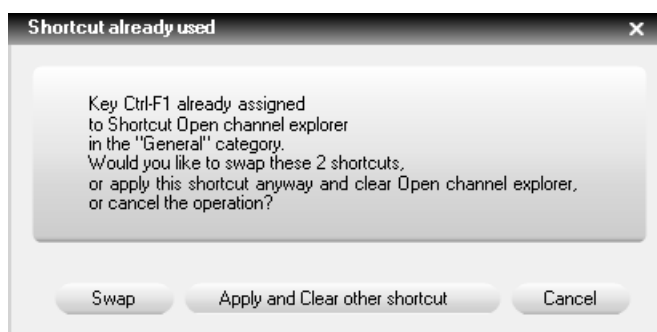 Shortcut already used
Key Ctrl-F1 already assigned
to Shortcut Open channel explorer
in the "General" category.
Would you like to swap these 2 shortcuts,
or apply this shortcut anyway and clear Open channel explorer,
or cancel the operation?
Swap Apply and Clear other shortcut Cancel